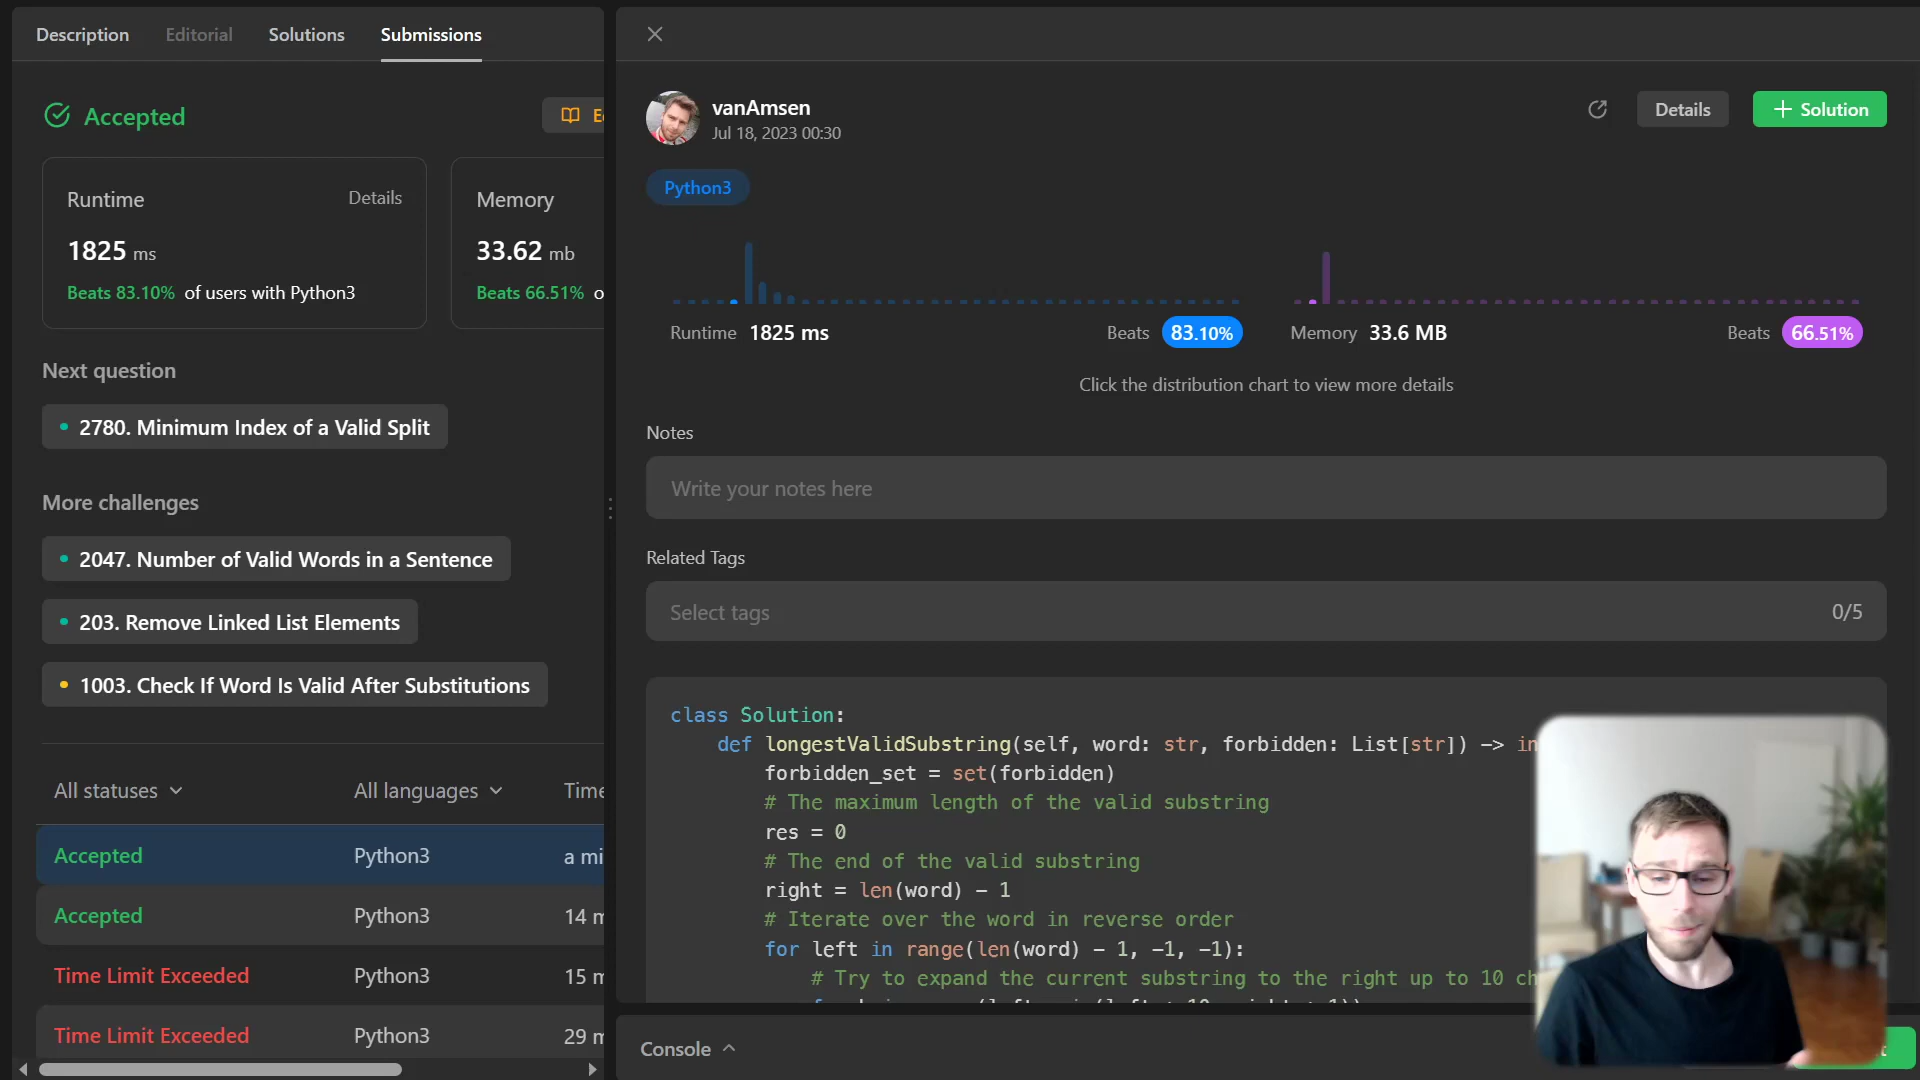 Description Editorial Solutions Submissions
Accepted
Runtime Details
1825 ms
Beats 83.10% of users with Python3
Memory
33.62 mb
Beats 66.51%
Next question
2780. Minimum Index of a Valid Split
More challenges
2047. Number of Valid Words in a Sentence
203. Remove Linked List Elements
1003. Check If Word Is Valid After Substitutions
All statuses All languages Time
Accepted Python3 a mi
Accepted Python3 14 m
Time Limit Exceeded Python3 15 m
Time Limit Exceeded Python3 29 m
vanAmsen
Jul 18, 2023 00:30
Details + Solution
Python3
Runtime 1825 ms Beats 83.10% Memory 33.6 MB Beats 66.51%
Click the distribution chart to view more details
Notes
Write your notes here
Related Tags
Select tags 0/5
class Solution:
def longestValidSubstring(self, word: str, forbidden: List[str]) -> in
forbidden_set = set(forbidden)
# The maximum length of the valid substring
res = 0
# The end of the valid substring
right = len(word) - 1
# Iterate over the word in reverse order
for left in range(len(word) - 1, -1, -1):
# Try to expand the current substring to the right up to 10 ch
Console